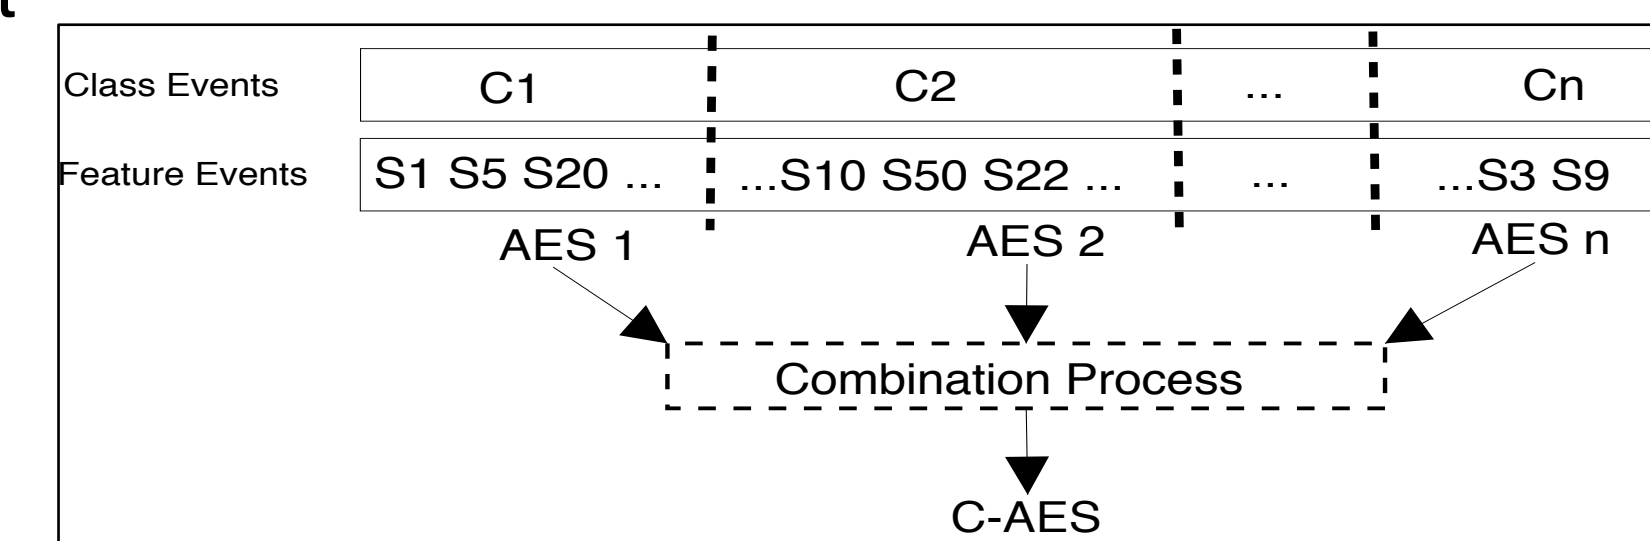 t
Class Events C1 C2 ... Cn
Feature Events S1 S5 S20 ... ...S10 S50 S22 ... ... ...S3 S9
AES 1 AES 2 AES n
Combination Process
C-AES